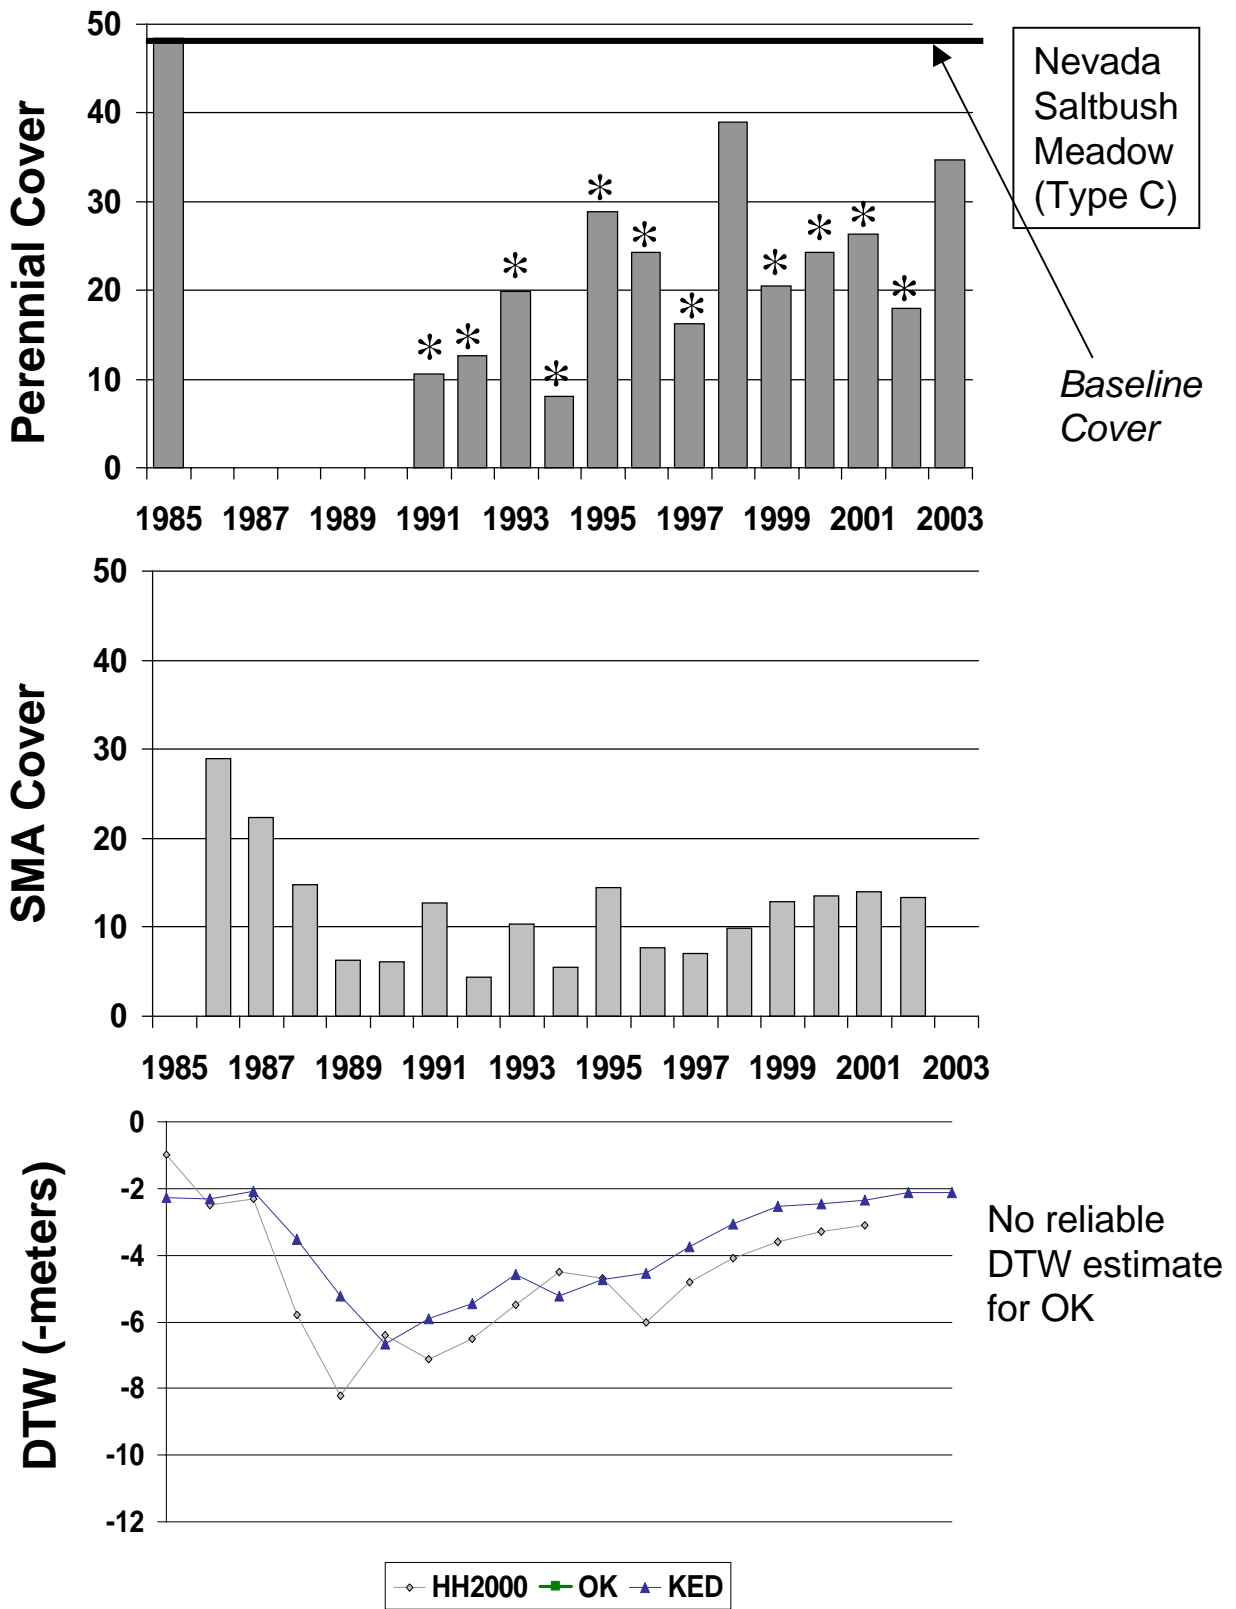 Perennial Cover
50
40
30
20
10
0
* * * * * * * * * * *
1985 1987 1989 1991 1993 1995 1997 1999 2001 2003
Nevada
Saltbush
Meadow
(Type C)
Baseline
Cover
SMA Cover
50
40
30
20
10
0
1985 1987 1989 1991 1993 1995 1997 1999 2001 2003
DTW (-meters)
0
-2
-4
-6
-8
-10
-12
No reliable
DTW estimate
for OK
HH2000 OK KED